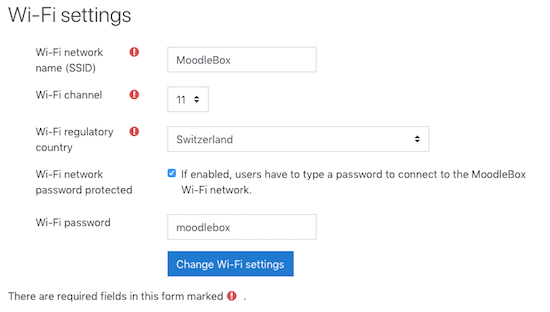 Wi-Fi settings
Wi-Fi network
name (SSID)
MoodleBox
Wi-Fi channel
11
Wi-Fi regulatory
country
Switzerland
Wi-Fi network
password protected
If enabled, users have to type a password to connect to the MoodleBox
Wi-Fi network.
Wi-Fi password
moodlebox
Change Wi-Fi settings
There are required fields in this form marked .